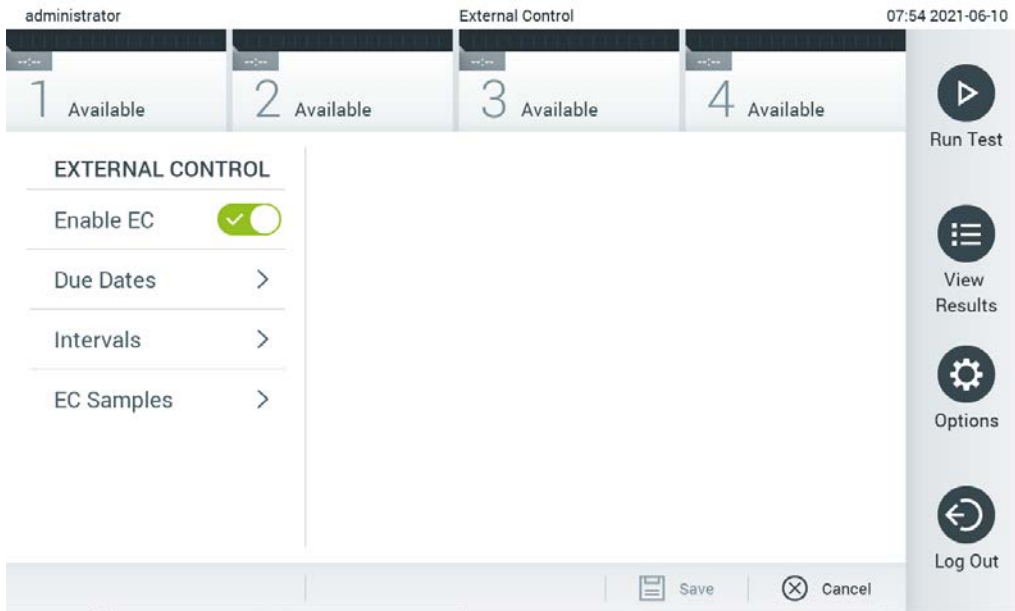 administrator External Control 07:54 2021-06-10
--:-- --:-- --:-- --:--
1 Available 2 Available 3 Available 4 Available
Run Test
EXTERNAL CONTROL
Enable EC
Due Dates
Intervals
EC Samples
View
Results
Options
Log Out
Save Cancel